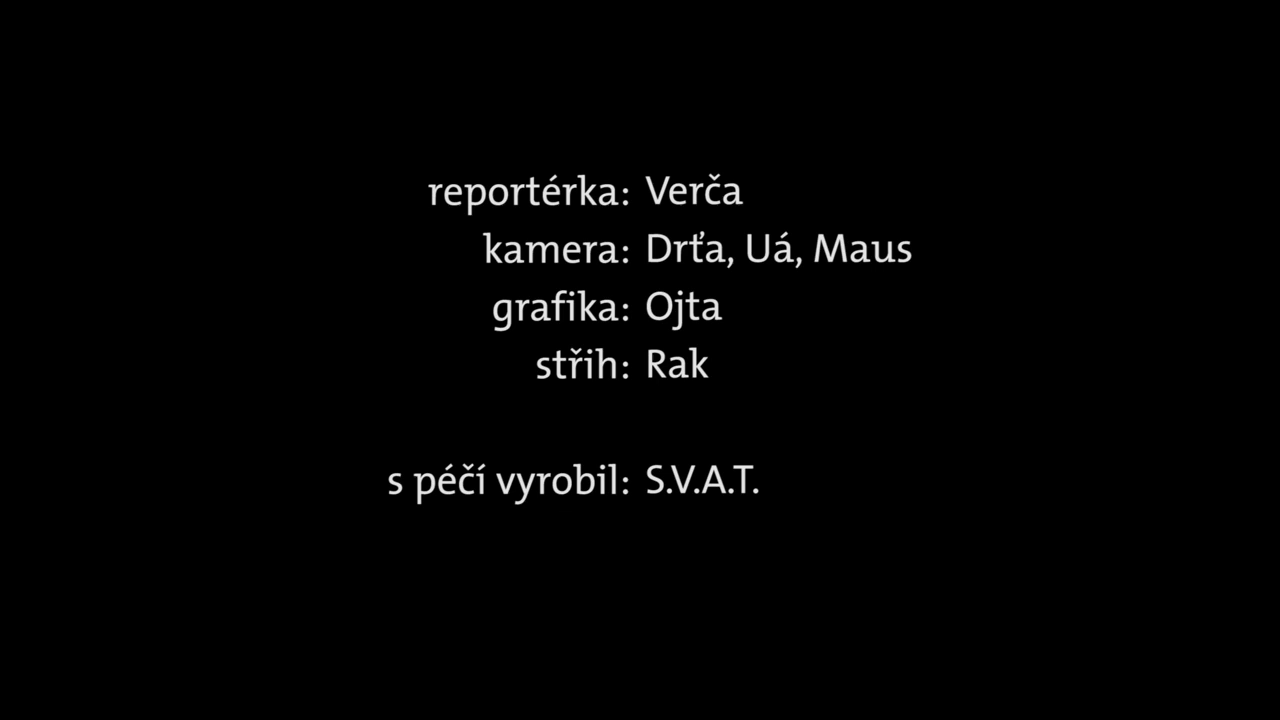 reportérka: Verča
kamera: Drťa, Uá, Maus
grafika: Ojta
střih: Rak
s péčí vyrobil: S.V.A.T.